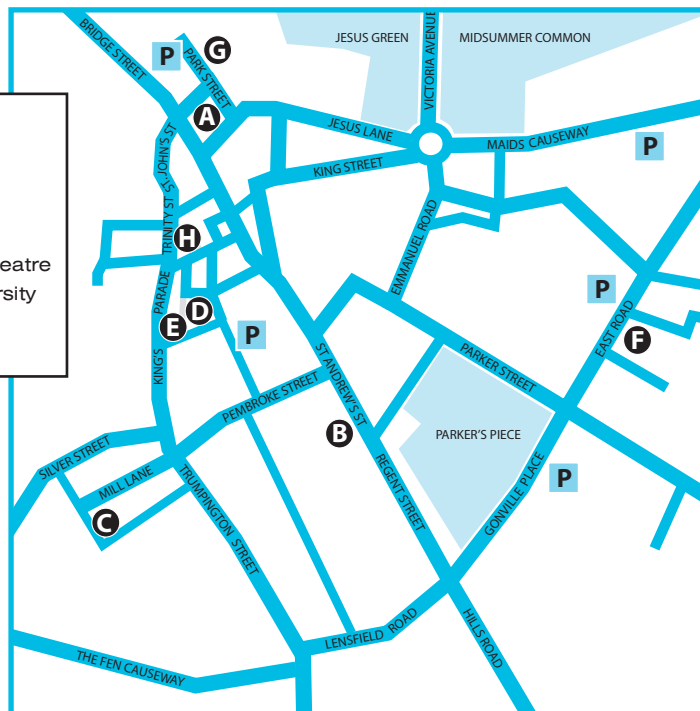 BRIDGE STREET
P
G
PARK STREET
A
JESUS GREEN
VICTORIA AVENUE
MIDSUMMER COMMON
JESUS LANE
MAIDS CAUSEWAY
P
KING STREET
ST. JOHN'S ST
TRINITY ST
H
EMMANUEL ROAD
eatre
rsity
KING'S PARADE
D
E
P
P
EAST ROAD
F
ST ANDREW'S ST
PARKER STREET
PEMBROKE STREET
B
PARKER'S PIECE
SILVER STREET
MILL LANE
C
TRUMPINGTON STREET
REGENT STREET
GONVILLE PLACE
P
LENSFIELD ROAD
HILLS ROAD
THE FEN CAUSEWAY